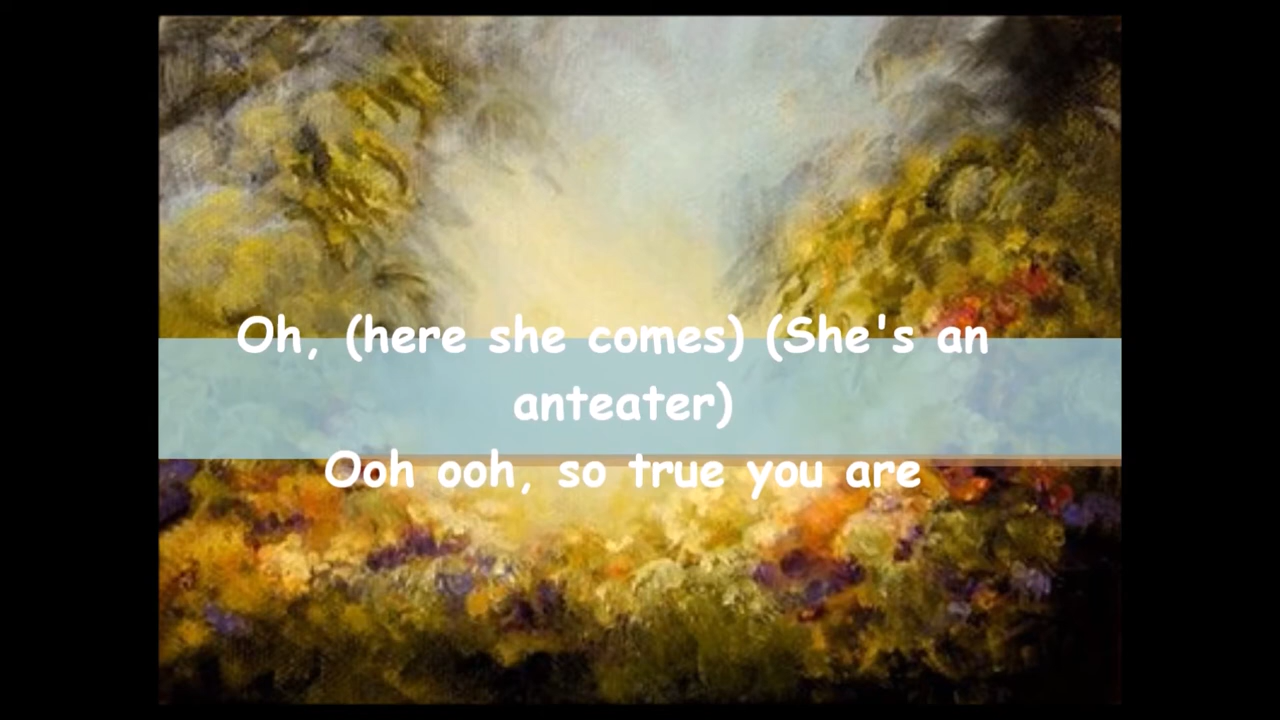 Oh, (here she comes) (She's an
anteater)
Ooh ooh, so true you are